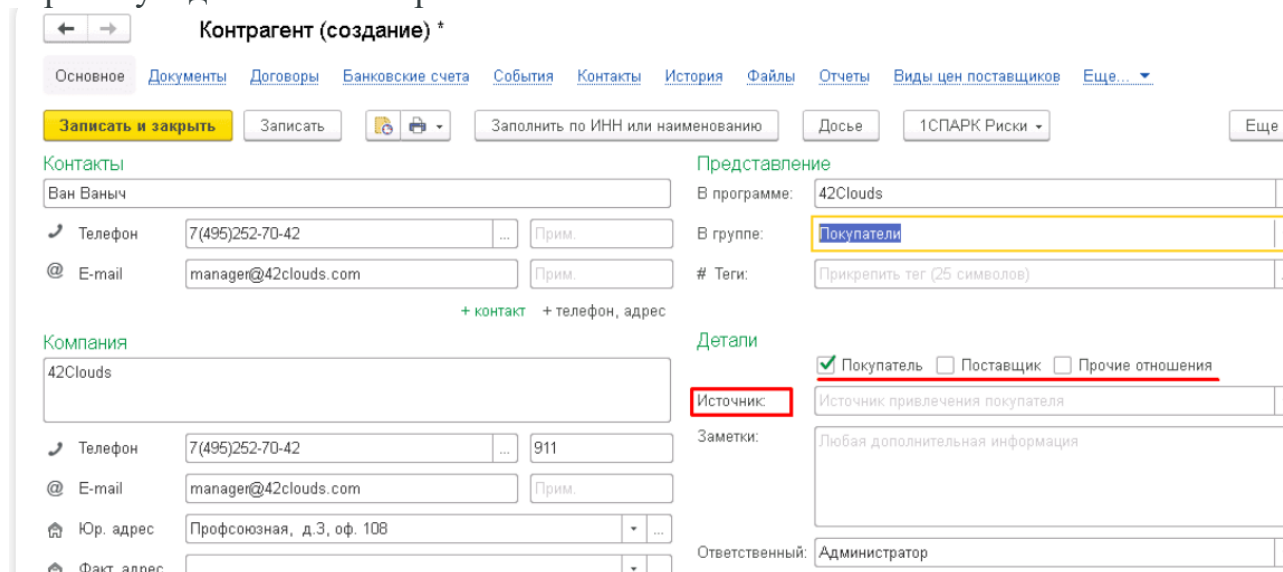 Контрагент (создание) *
Основное Документы Договоры Банковские счета События Контакты История Файлы Отчеты Виды цен поставщиков Еще...
Записать и закрыть Записать Заполнить по ИНН или наименованию Досье 1СПАРК Риски Еще
Контакты
Ван Ваныч
Телефон 7(495)252-70-42 ... Прим.
@ E-mail manager@42clouds.com Прим.
+ контакт + телефон, адрес
Компания
42Clouds
Телефон 7(495)252-70-42 ... 911
@ E-mail manager@42clouds.com Прим.
Юр. адрес Профсоюзная, д.3, оф. 108 ...
Факт. адрес
Представление
В программе: 42Clouds
В группе: Покупатели
# Теги: Прикрепить тег (25 символов)
Детали
Покупатель Поставщик Прочие отношения
Источник: Источник привлечения покупателя
Заметки: Любая дополнительная информация
Ответственный: Администратор